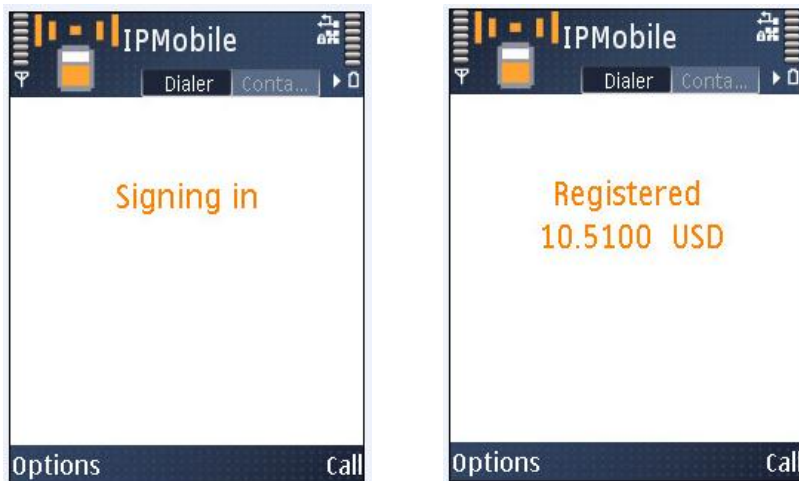 IPMobile
Dialer Conta...
Signing in
Options Call
IPMobile
Dialer Conta...
Registered
10.5100 USD
Options Call